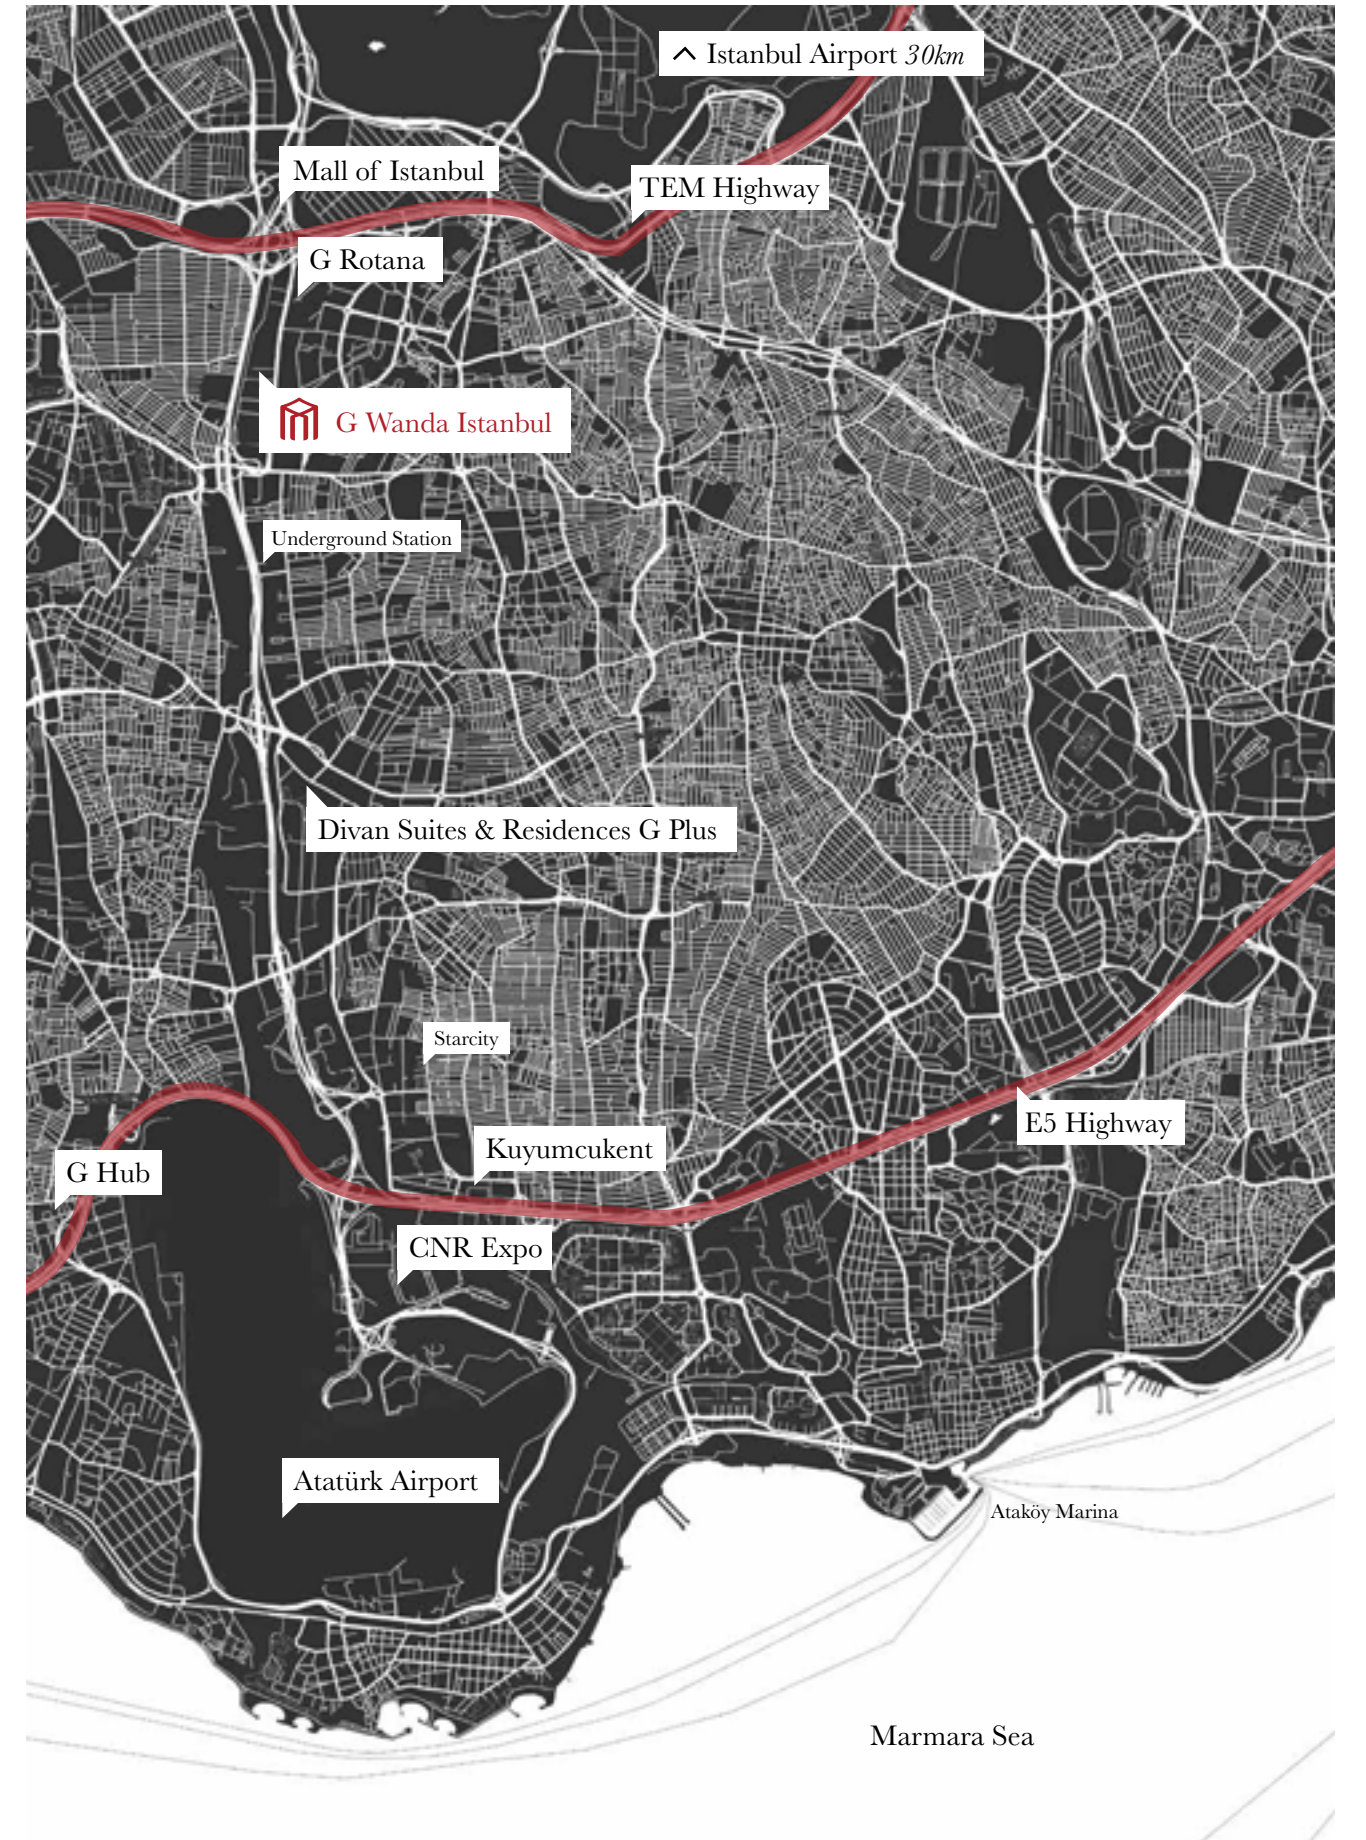 Istanbul Airport 30km
Mall of Istanbul
TEM Highway
G Rotana
G Wanda Istanbul
Underground Station
Divan Suites & Residences G Plus
Starcity
E5 Highway
Kuyumcukent
G Hub
CNR Expo
Atatürk Airport
Ataköy Marina
Marmara Sea